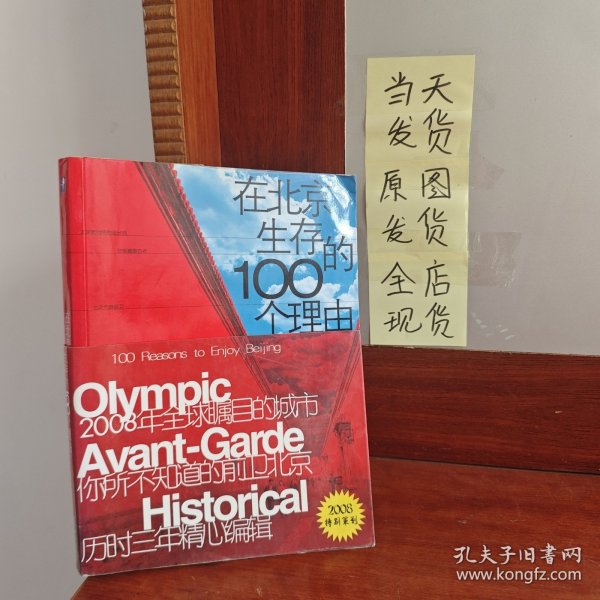 在北京
生存的
100
个理由
100 Reasons to Enjoy Beijing
Olympic
2008年全球瞩目的城市
Avant-Garde
你所不知道的前卫北京
Historical
历时三年精心编辑
2008
特别策划
当天
发货
原图
发货
全店
现货
孔夫子旧书网
www.kongfz.com